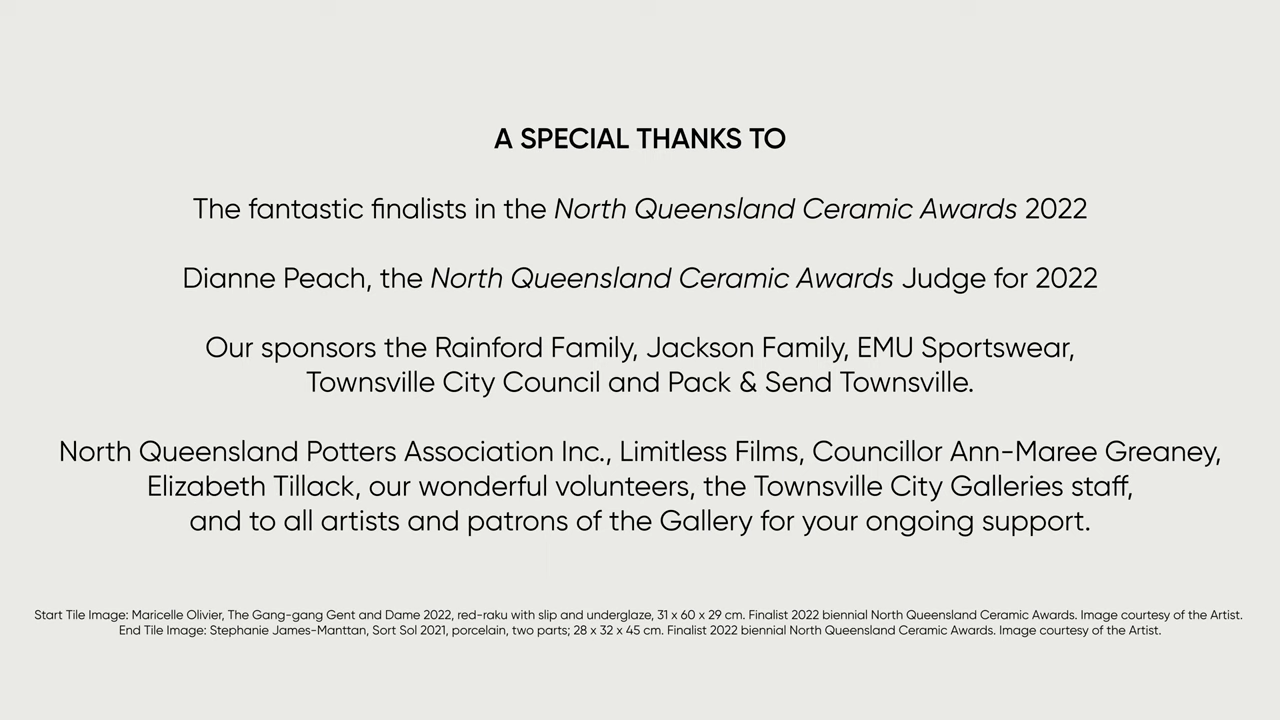 A SPECIAL THANKS TO
The fantastic finalists in the North Queensland Ceramic Awards 2022
Dianne Peach, the North Queensland Ceramic Awards Judge for 2022
Our sponsors the Rainford Family, Jackson Family, EMU Sportswear,
Townsville City Council and Pack & Send Townsville.
North Queensland Potters Association Inc., Limitless Films, Councillor Ann-Maree Greaney,
Elizabeth Tillack, our wonderful volunteers, the Townsville City Galleries staff,
and to all artists and patrons of the Gallery for your ongoing support.
Start Tile Image: Maricelle Olivier, The Gang-gang Gent and Dame 2022, red-raku with slip and underglaze, 31 x 60 x 29 cm. Finalist 2022 biennial North Queensland Ceramic Awards. Image courtesy of the Artist.
End Tile Image: Stephanie James-Manttan, Sort Sol 2021, porcelain, two parts; 28 x 32 x 45 cm. Finalist 2022 biennial North Queensland Ceramic Awards. Image courtesy of the Artist.